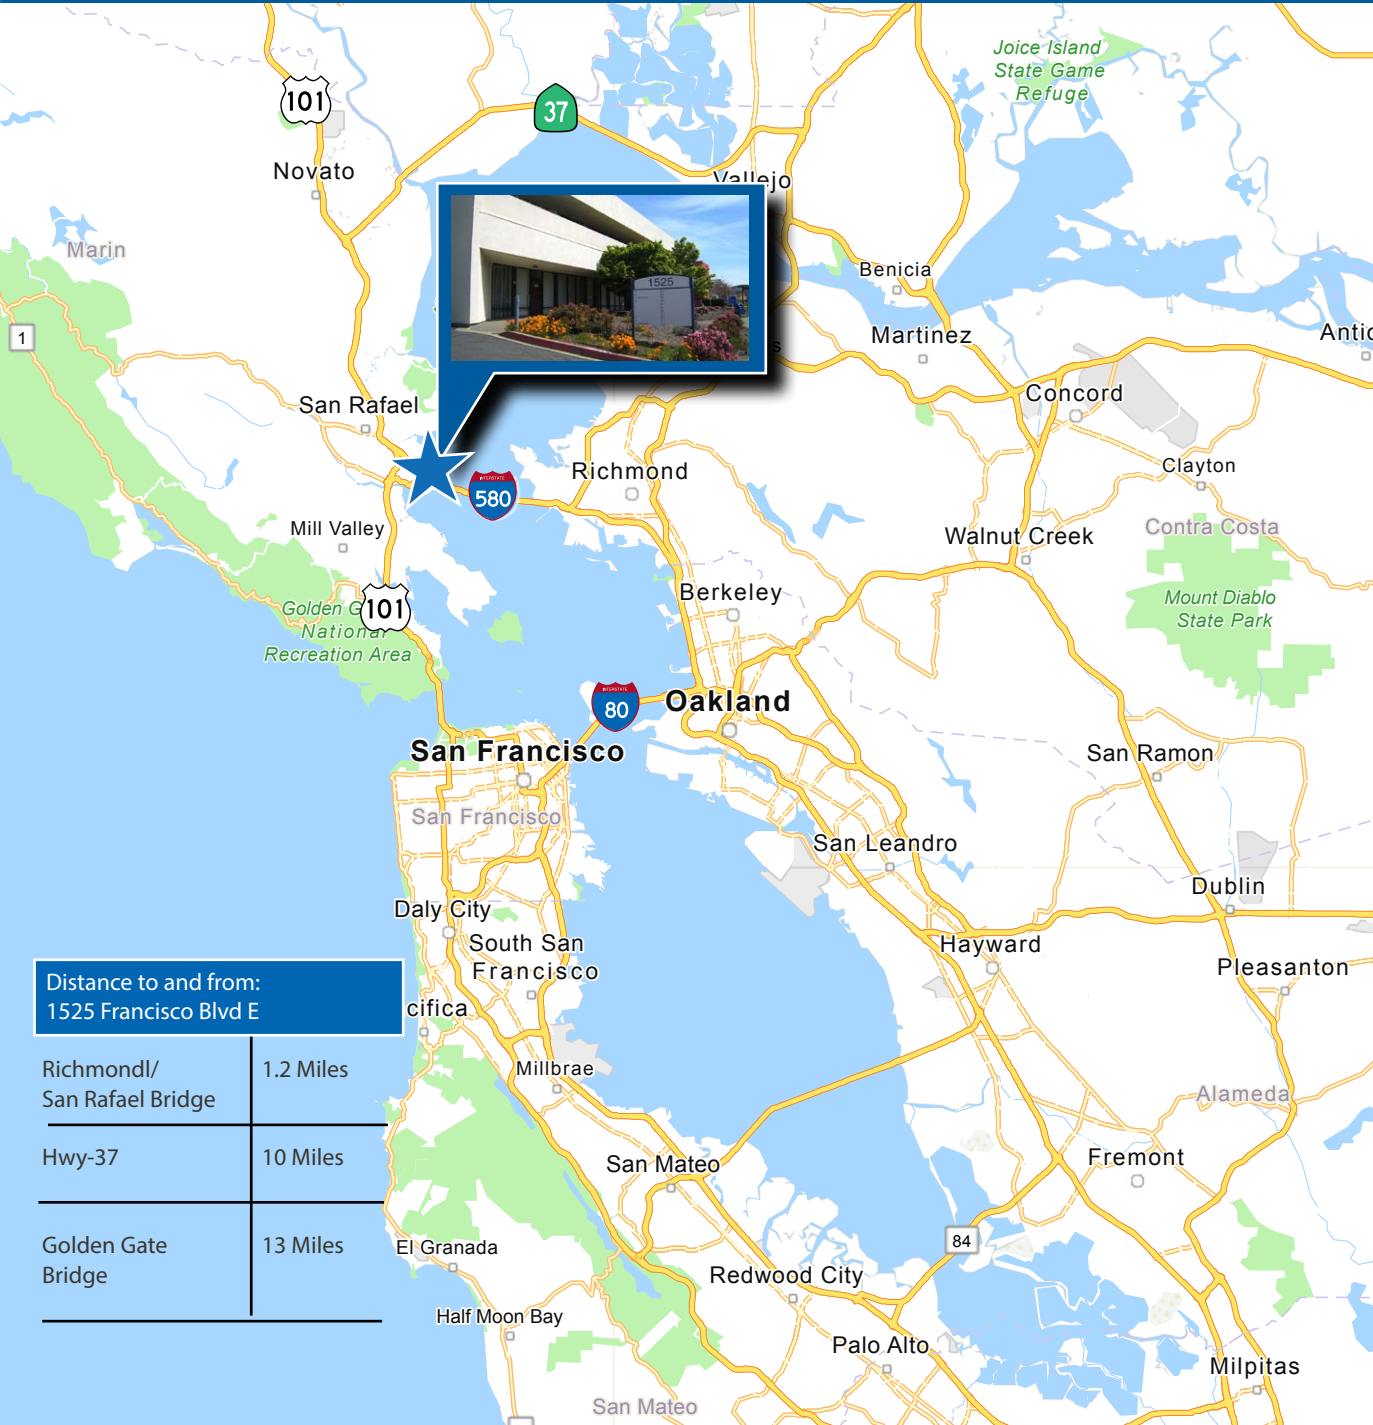 Joice Island
State Game
Refuge
101
37
Novato
Vallejo
Marin
Benicia
1525
1
Martinez
Antic
s
Concord
San Rafael
Clayton
Richmond
INTERSTATE
580
Mill Valley
Walnut Creek
Contra Costa
Berkeley
Mount Diablo
State Park
101
Golden G
National
Recreation Area
INTERSTATE
80
Oakland
San Francisco
San Ramon
San Francisco
San Leandro
Dublin
Daly City
South San
Francisco
Hayward
Pleasanton
Distance to and from:
1525 Francisco Blvd E
cifica
Richmondl/
San Rafael Bridge
1.2 Miles
Millbrae
Alameda
Hwy-37
10 Miles
San Mateo
Fremont
Golden Gate
Bridge
13 Miles
El Granada
84
Redwood City
Half Moon Bay
Palo Alto
Milpitas
San Mateo